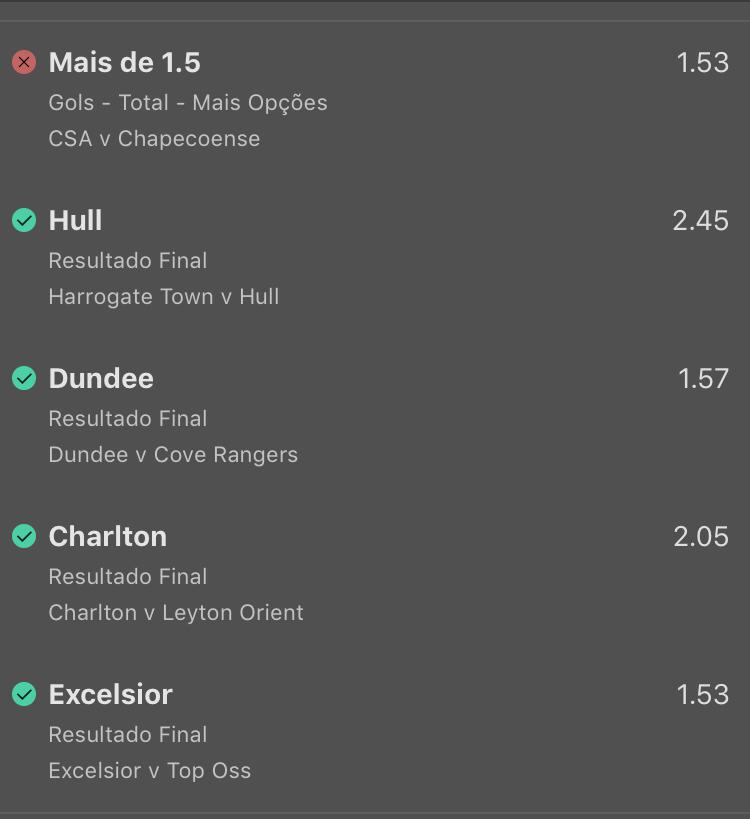 Mais de 1.5 1.53
Gols - Total - Mais Opções
CSA v Chapecoense
Hull 2.45
Resultado Final
Harrogate Town v Hull
Dundee 1.57
Resultado Final
Dundee v Cove Rangers
Charlton 2.05
Resultado Final
Charlton v Leyton Orient
Excelsior 1.53
Resultado Final
Excelsior v Top Oss